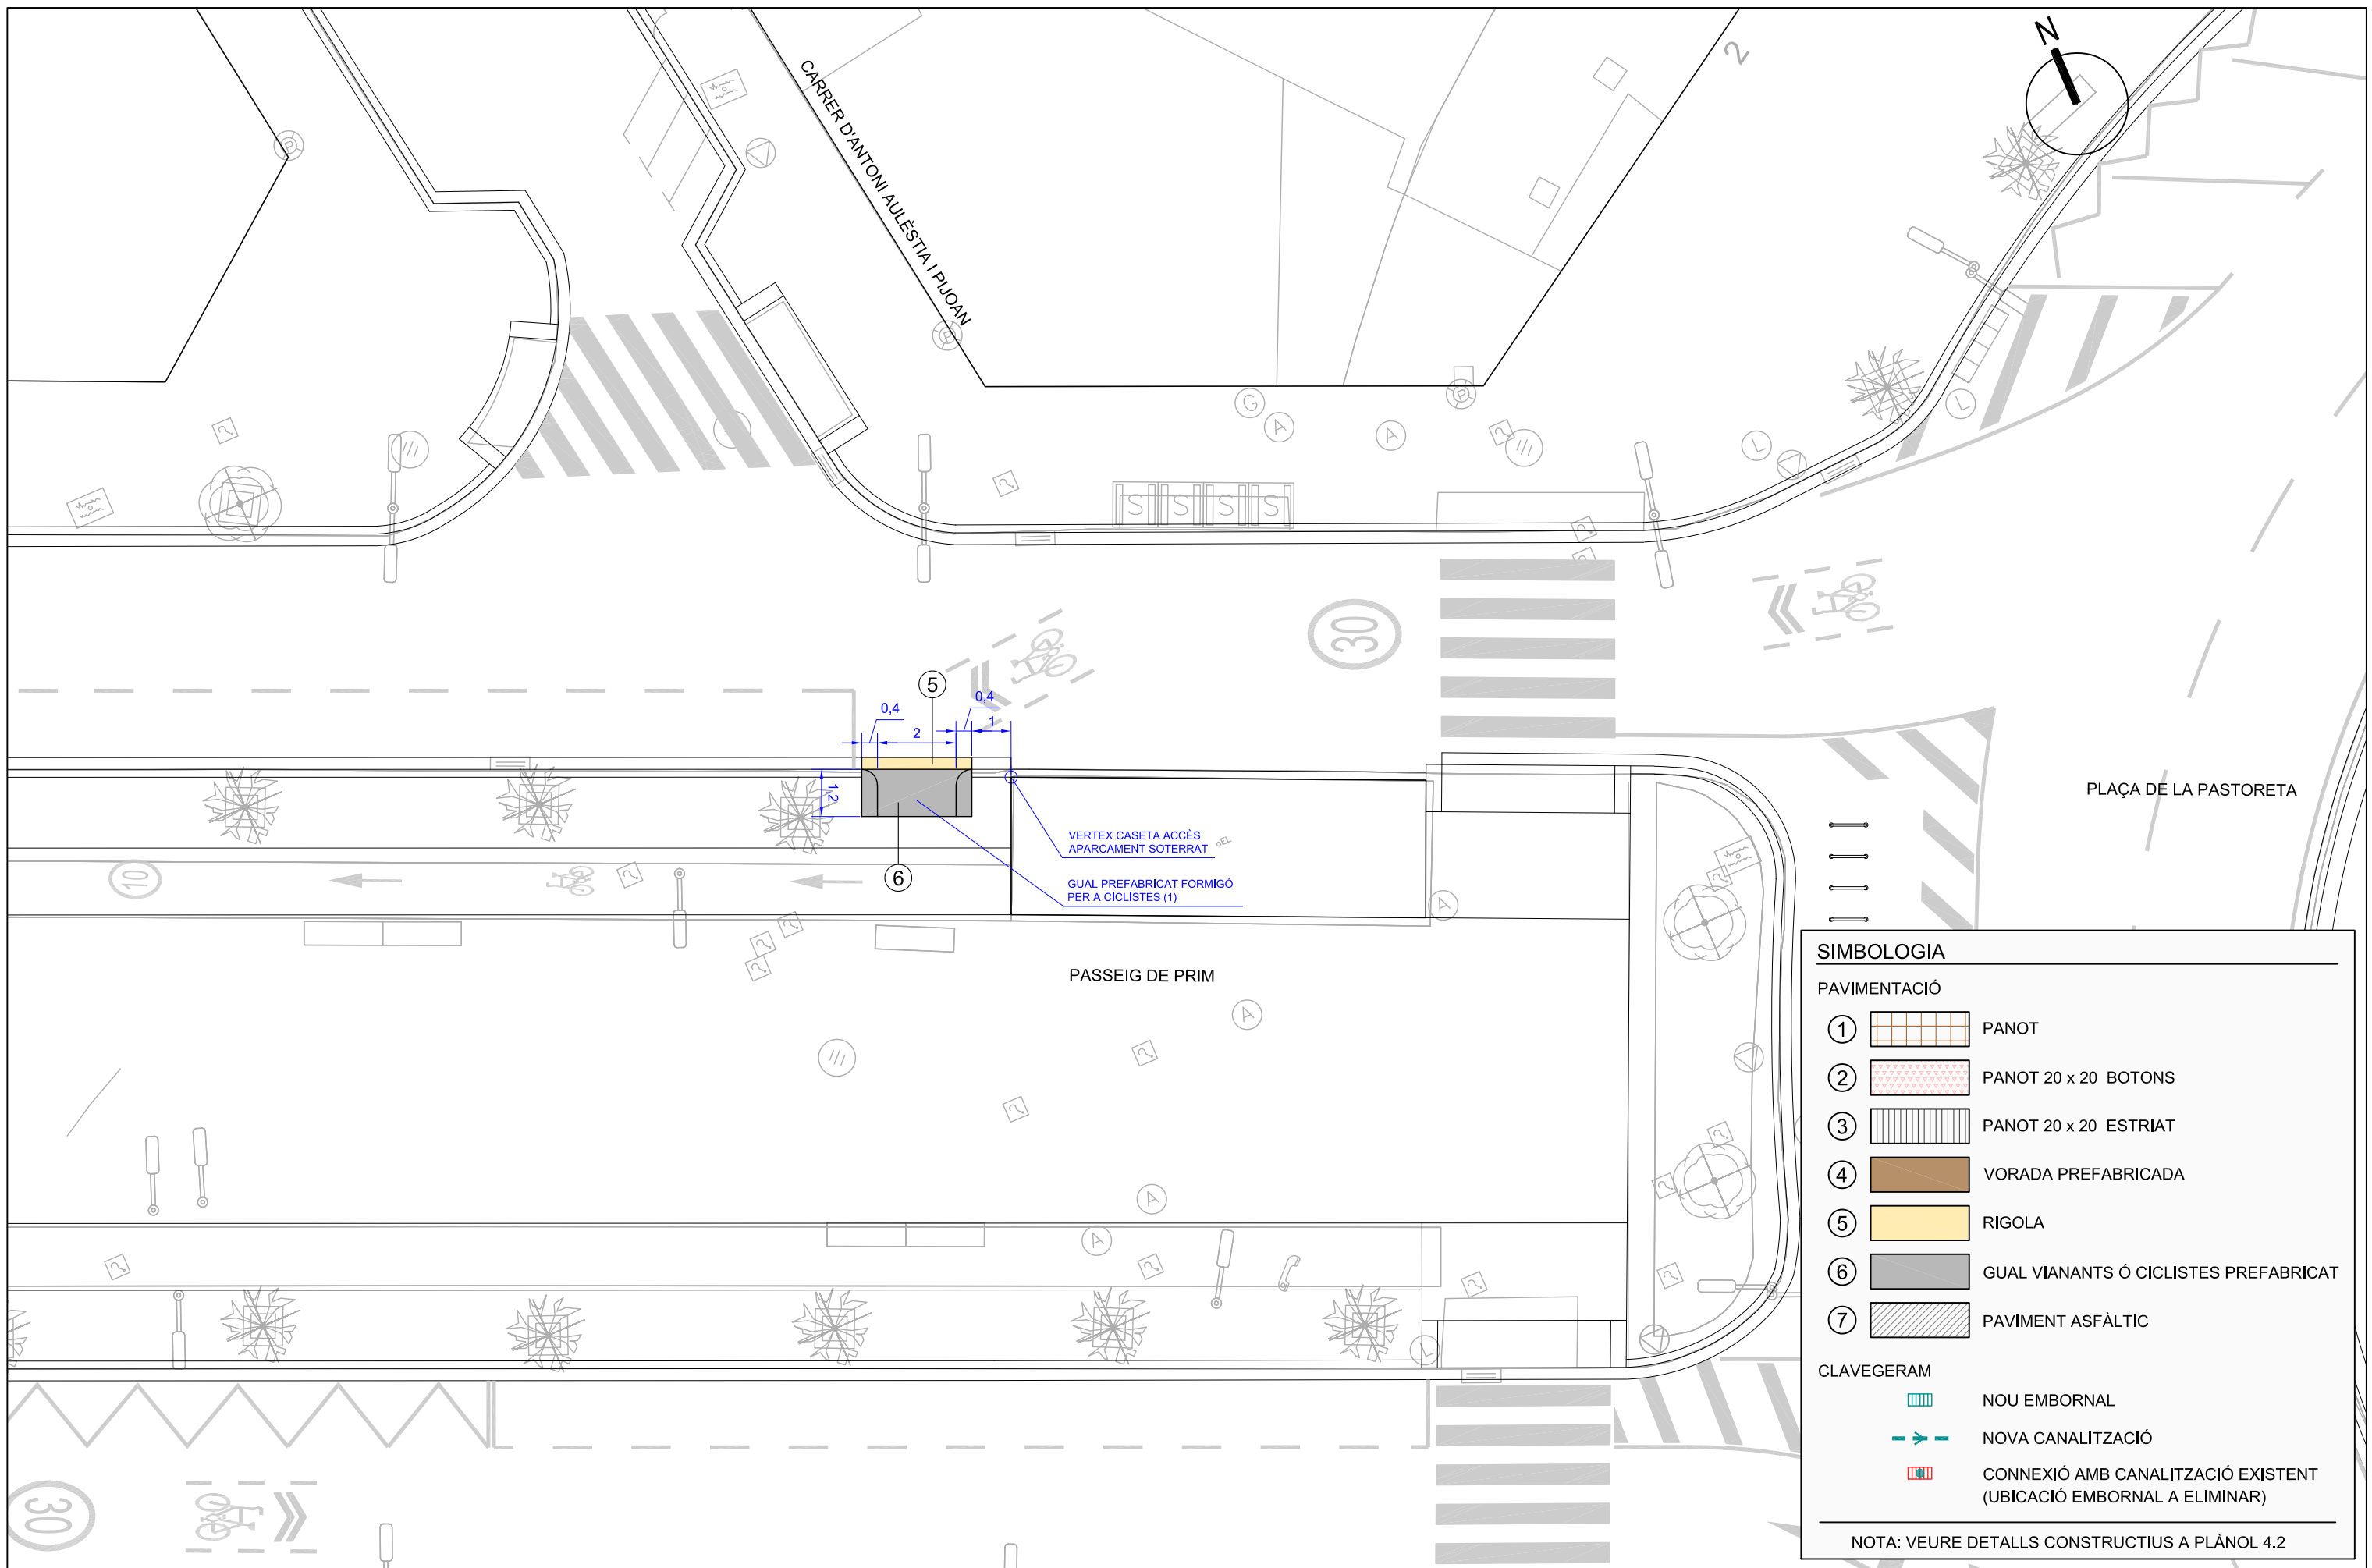 N
2
CARRER D'ANTONI AULÈSTIA I PIJOAN
P
P
G
A
A
P
L
L
S S S S
30
5
0,4
0,4
2
1
1,2
VERTEX CASETA ACCÈS
APARCAMENT SOTERRAT
GUAL PREFABRICAT FORMIGÓ
PER A CICLISTES (1)
6
10
PLAÇA DE LA PASTORETA
A
PASSEIG DE PRIM
A
A
A
L
30
SIMBOLOGIA
PAVIMENTACIÓ
1 PANOT
2 PANOT 20 x 20 BOTONS
3 PANOT 20 x 20 ESTRIAT
4 VORADA PREFABRICADA
5 RIGOLA
6 GUAL VIANANTS Ó CICLISTES PREFABRICAT
7 PAVIMENT ASFÀLTIC
CLAVEGERAM
NOU EMBORNAL
NOVA CANALITZACIÓ
CONNEXIÓ AMB CANALITZACIÓ EXISTENT
(UBICACIÓ EMBORNAL A ELIMINAR)
NOTA: VEURE DETALLS CONSTRUCTIUS A PLÀNOL 4.2